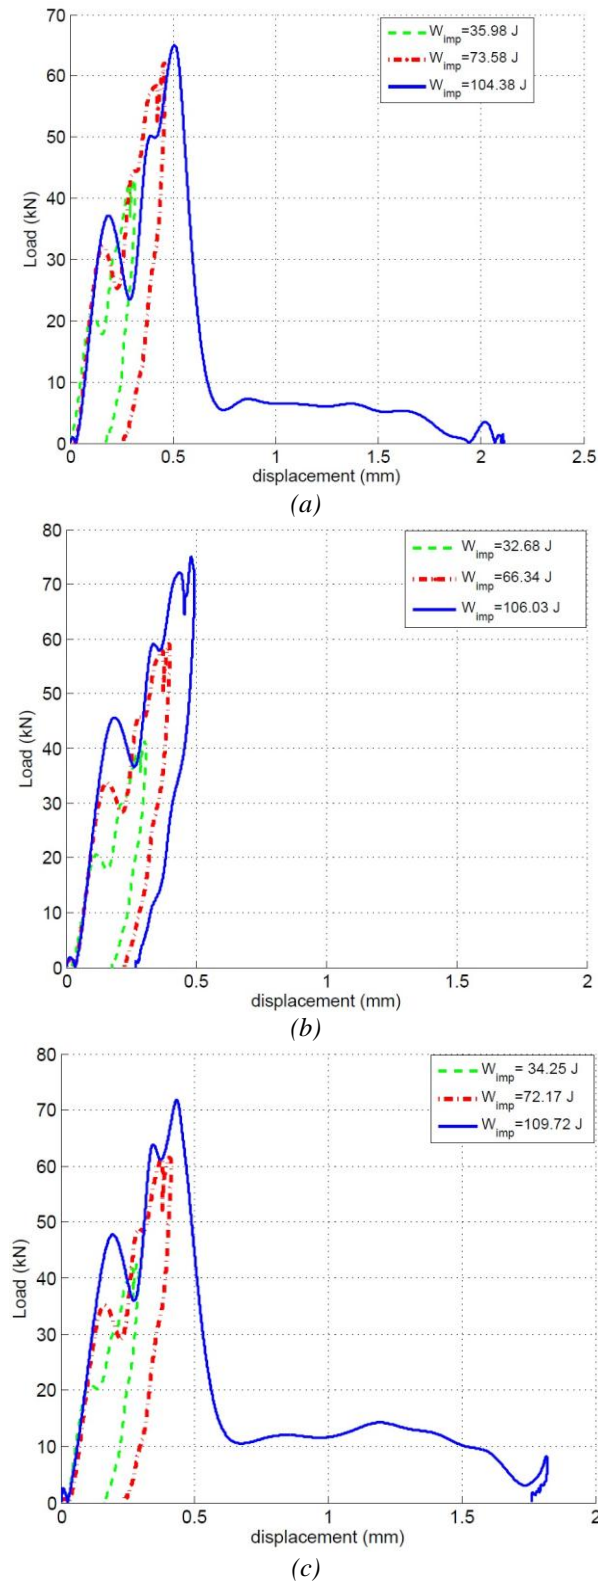 70
60
50
40
30
20
10
0
Load (kN)
W_imp=35.98 J
W_imp=73.58 J
W_imp=104.38 J
0 0.5 1 1.5 2 2.5
displacement (mm)
(a)
80
70
60
50
40
30
20
10
0
Load (kN)
W_imp=32.68 J
W_imp=66.34 J
W_imp=106.03 J
0 0.5 1 1.5 2
displacement (mm)
(b)
80
70
60
50
40
30
20
10
0
Load (kN)
W_imp= 34.25 J
W_imp=72.17 J
W_imp=109.72 J
0 0.5 1 1.5 2
displacement (mm)
(c)